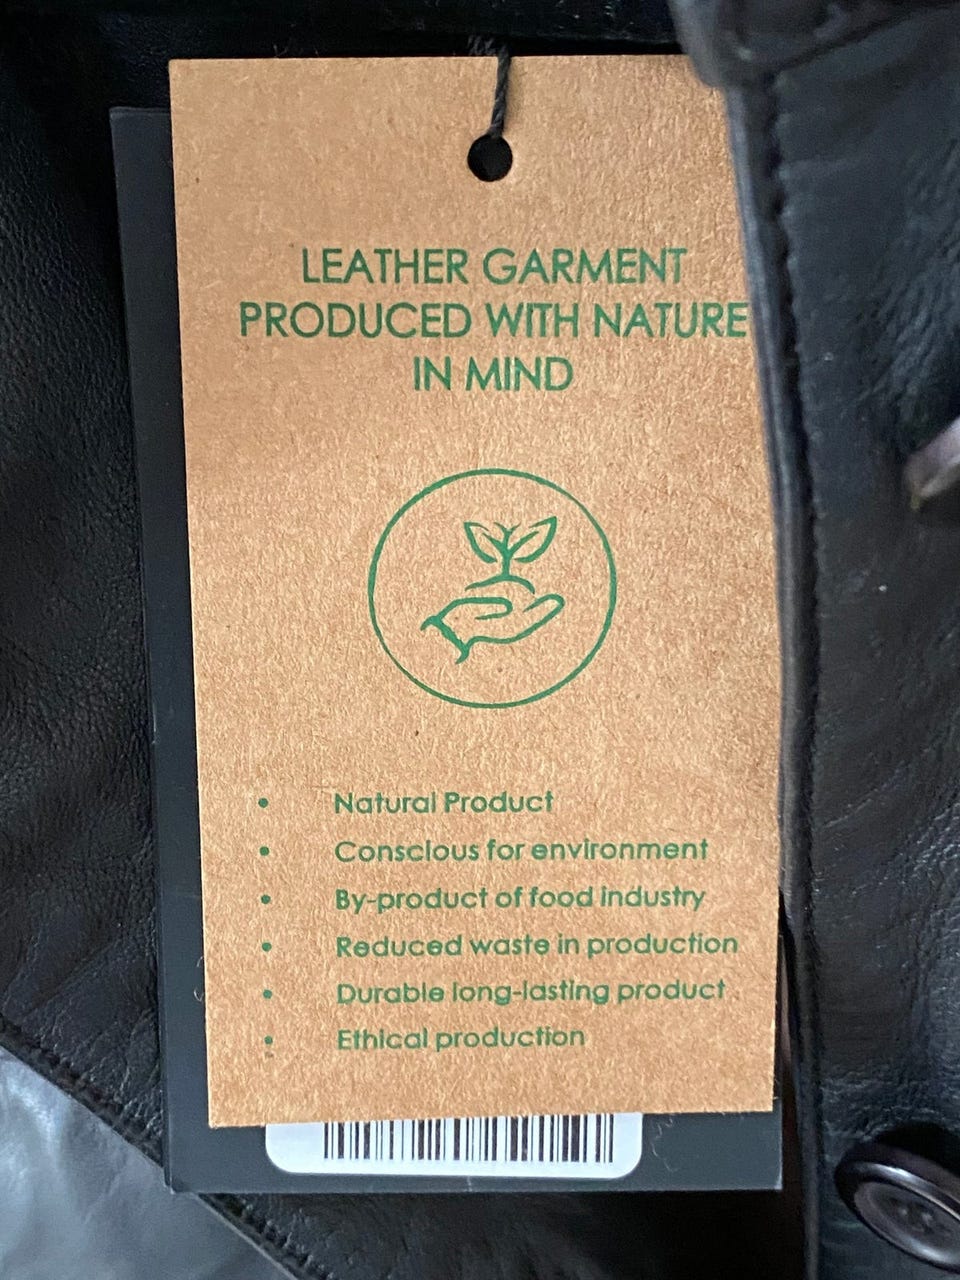 LEATHER GARMENT
PRODUCED WITH NATURE
IN MIND
• Natural Product
• Conscious for environment
• By-product of food industry
• Reduced waste in production
• Durable long-lasting product
• Ethical production